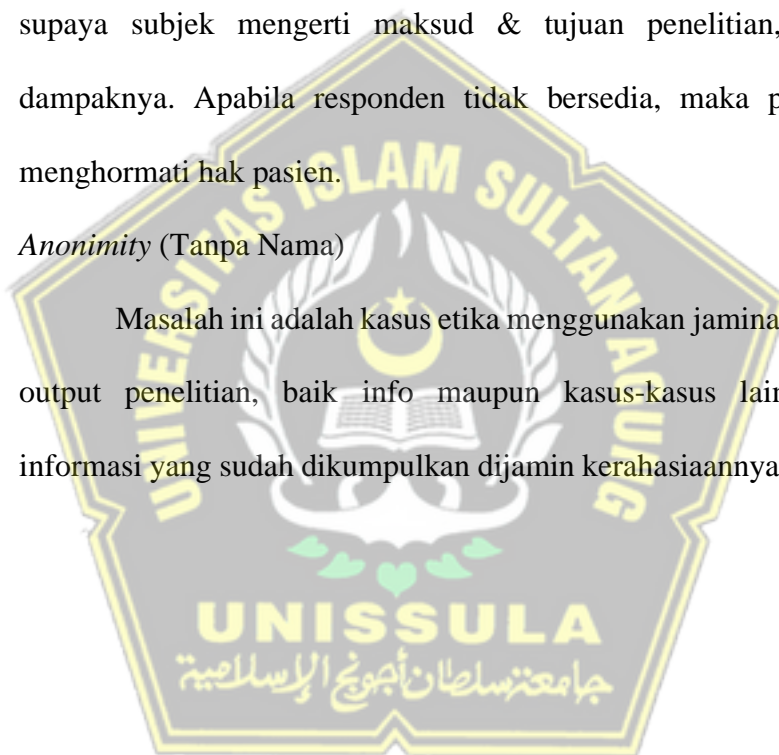 supaya subjek mengerti maksud & tujuan penelitian,
dampaknya. Apabila responden tidak bersedia, maka p
menghormati hak pasien.
Anonimity (Tanpa Nama)
Masalah ini adalah kasus etika menggunakan jamina
output penelitian, baik info maupun kasus-kasus lain
informasi yang sudah dikumpulkan dijamin kerahasiaannya
UNIVERSITAS ISLAM SULTAN AGUNG
UNISSULA
جامعتسلطان أجونج الإسلامية